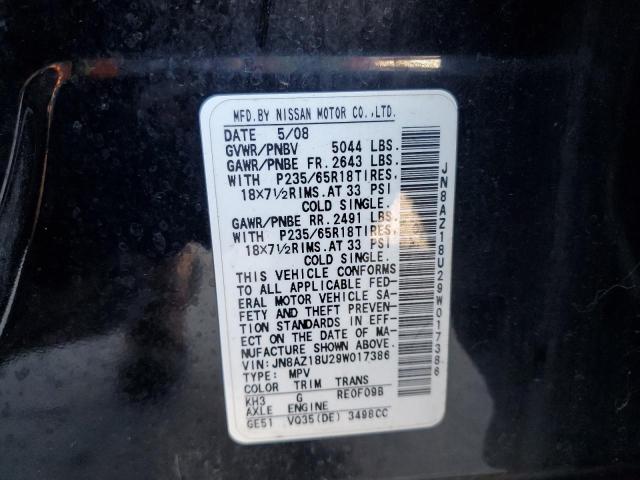 MFD.BY NISSAN MOTOR CO.,LTD.
DATE 5/08
GVWR/PNBV 5044 LBS.
GAWR/PNBE FR. 2643 LBS.
WITH P235/65R18TIRES,
18X7½RIMS.AT 33 PSI
COLD SINGLE.
GAWR/PNBE RR. 2491 LBS.
WITH P235/65R18TIRES,
18X7½RIMS.AT 33 PSI
COLD SINGLE.
THIS VEHICLE CONFORMS
TO ALL APPLICABLE FED-
ERAL MOTOR VEHICLE SA-
FETY AND THEFT PREVEN-
TION STANDARDS IN EFF-
ECT ON THE DATE OF MA-
NUFACTURE SHOWN ABOVE.
VIN: JN8AZ18U29W017386
TYPE: MPV
COLOR TRIM TRANS
KH3 G RE0F09B
AXLE ENGINE
GE51 VQ35(DE) 3498CC
JN8AZ18U29W017386